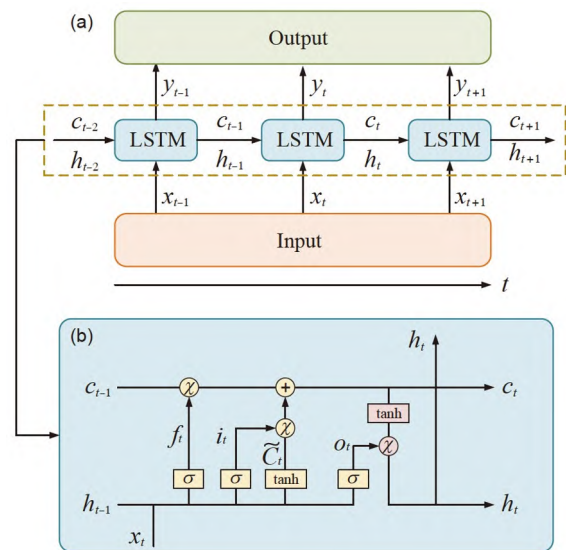 (a)
Output
y_{t-1} y_t y_{t+1}
c_{t-2} c_{t-1} c_t c_{t+1}
LSTM LSTM LSTM
h_{t-2} h_{t-1} h_t h_{t+1}
x_{t-1} x_t x_{t+1}
Input
t
(b)
h_t
c_{t-1} χ + c_t
tanh
f_t i_t χ o_t χ
C̃_t
σ σ tanh σ
h_{t-1} h_t
x_t